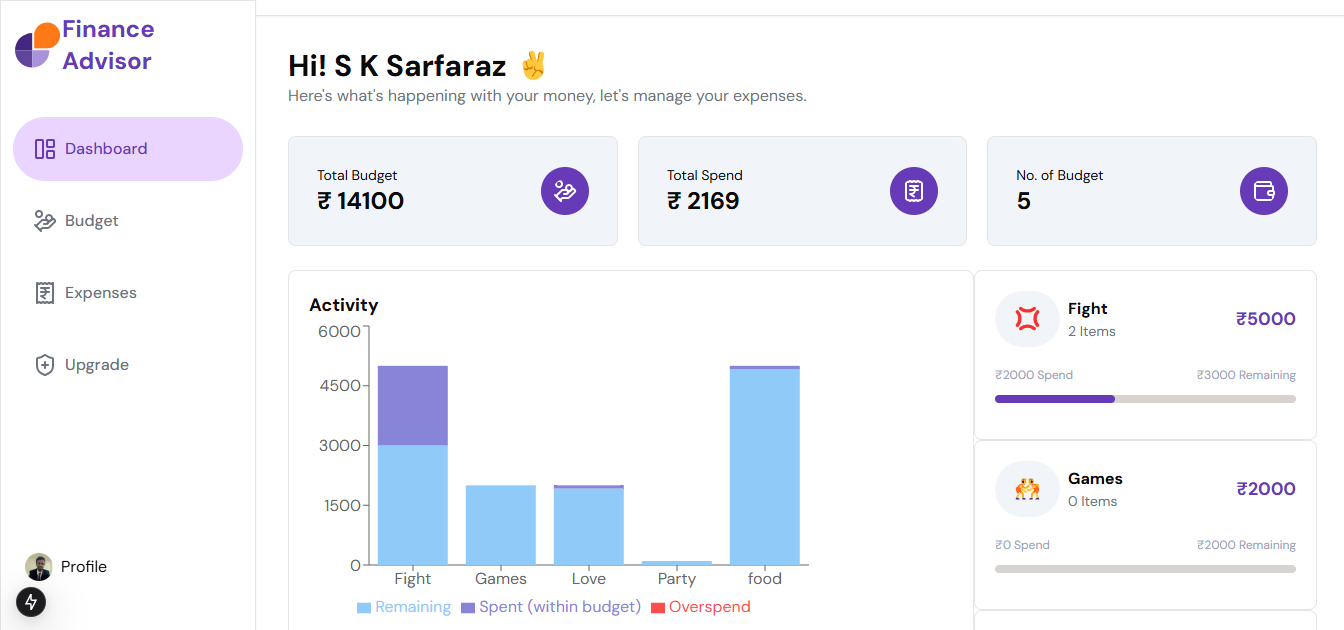 Finance
Advisor
Dashboard
Budget
Expenses
Upgrade
Profile
Hi! S K Sarfaraz ✌️
Here's what's happening with your money, let's manage your expenses.
Total Budget
₹ 14100
Total Spend
₹ 2169
No. of Budget
5
Activity
6000
4500
3000
1500
0
Fight Games Love Party food
Remaining Spent (within budget) Overspend
Fight
2 Items
₹5000
₹2000 Spend ₹3000 Remaining
Games
0 Items
₹2000
₹0 Spend ₹2000 Remaining